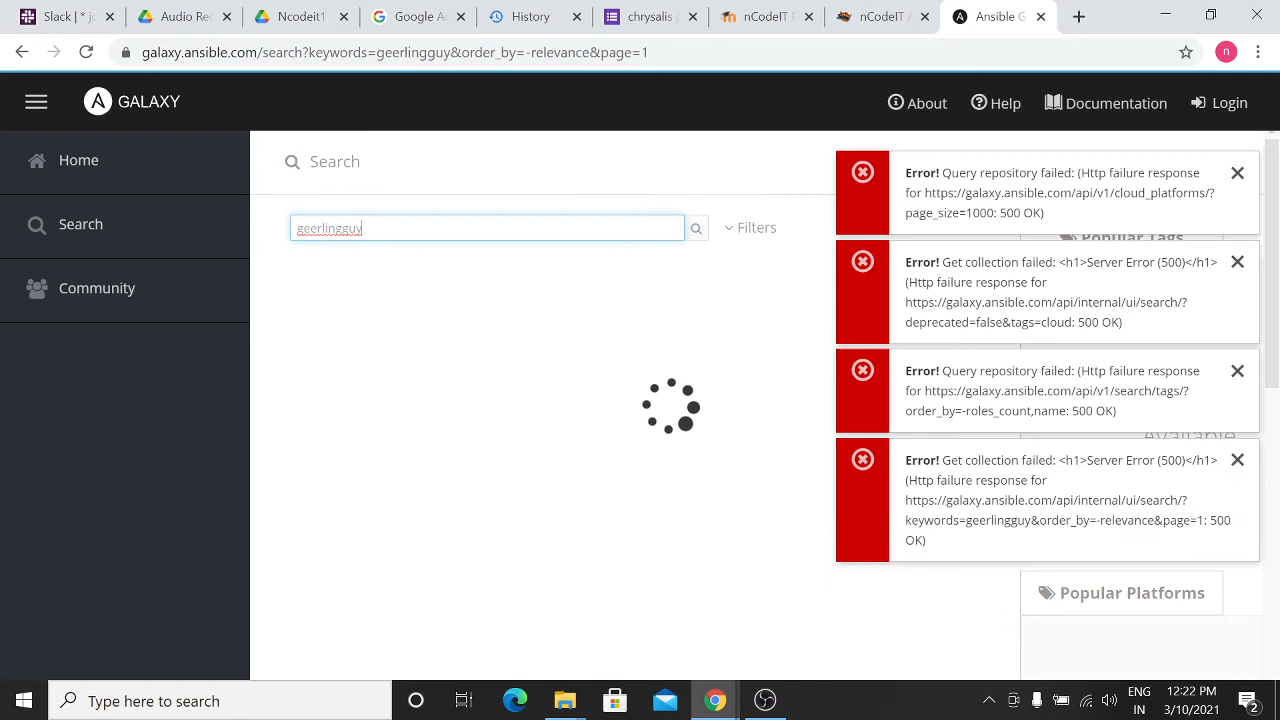 Slack |
Audio Rec
Ncodeit1
Google A
History
chrysalis p
nCodeIT E
nCodeIT A
Ansible G
galaxy.ansible.com/search?keywords=geerlingguy&order_by=-relevance&page=1
n
A GALAXY
About
Help
Documentation
Login
Home
Search
Community
Search
geerlingguy
Filters
Error! Query repository failed: (Http failure response
for https://galaxy.ansible.com/api/v1/cloud_platforms/?
page_size=1000: 500 OK)
Popular Tags
Error! Get collection failed: <h1>Server Error (500)</h1>
(Http failure response for
https://galaxy.ansible.com/api/internal/ui/search/?
deprecated=false&tags=cloud: 500 OK)
Error! Query repository failed: (Http failure response
for https://galaxy.ansible.com/api/v1/search/tags/?
order_by=-roles_count,name: 500 OK)
Available
Error! Get collection failed: <h1>Server Error (500)</h1>
(Http failure response for
https://galaxy.ansible.com/api/internal/ui/search/?
keywords=geerlingguy&order_by=-relevance&page=1: 500
OK)
Popular Platforms
Type here to search
ENG
IN
12:22 PM
3/10/2021
2